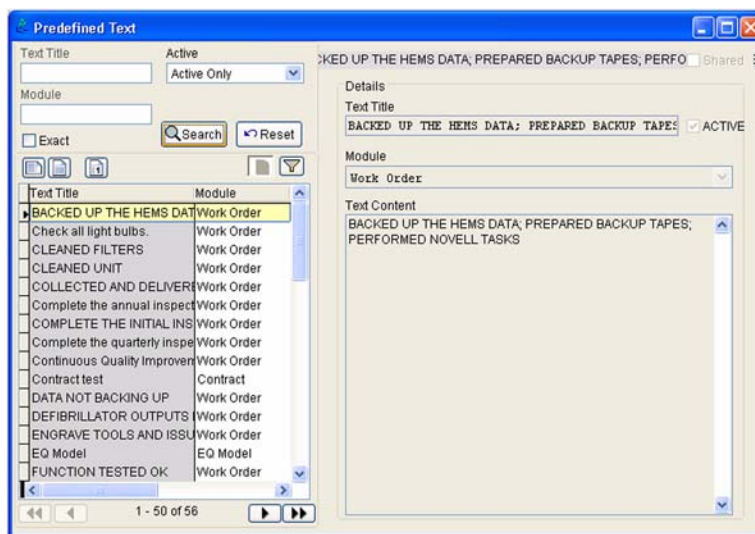 Predefined Text
Text Title
Active
Active Only
Module
Exact
Search
Reset
Text Title Module
BACKED UP THE HEMS DAT Work Order
Check all light bulbs. Work Order
CLEANED FILTERS Work Order
CLEANED UNIT Work Order
COLLECTED AND DELIVERE Work Order
Complete the annual inspect Work Order
COMPLETE THE INITIAL INS Work Order
Complete the quarterly inspe Work Order
Continuous Quality Improvem Work Order
Contract test Contract
DATA NOT BACKING UP Work Order
DEFIBRILLATOR OUTPUTS Work Order
ENGRAVE TOOLS AND ISSU Work Order
EQ Model EQ Model
FUNCTION TESTED OK Work Order
1 - 50 of 56
KED UP THE HEMS DATA; PREPARED BACKUP TAPES; PERFO Shared
Details
Text Title
BACKED UP THE HEMS DATA; PREPARED BACKUP TAPES ACTIVE
Module
Work Order
Text Content
BACKED UP THE HEMS DATA; PREPARED BACKUP TAPES;
PERFORMED NOVELL TASKS